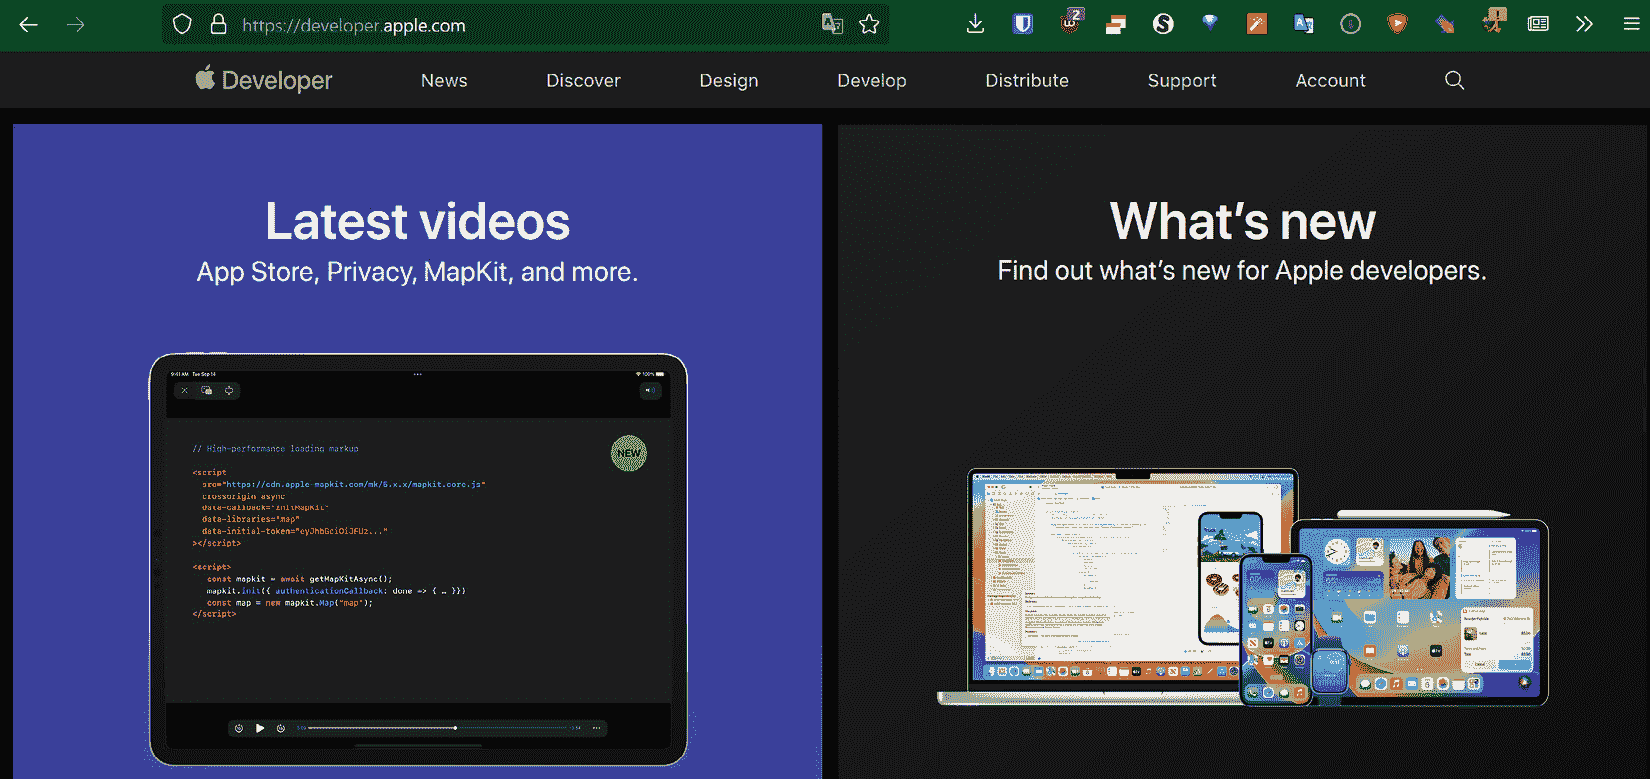 https://developer.apple.com
2
Developer
News
Discover
Design
Develop
Distribute
Support
Account
Latest videos
App Store, Privacy, MapKit, and more.
9:41 AM Tue Sep 14
100%
NEW
// High-performance loading markup
<script
src="https://cdn.apple-mapkit.com/mk/5.x.x/mapkit.core.js"
crossorigin async
data-callback="initMapKit"
data-libraries="map"
data-initial-token="eyJhbGciOiJFUz..."
></script>
<script>
const mapkit = await getMapKitAsync();
mapkit.init({ authenticationCallback: done => { … }})
const map = new mapkit.Map("map");
</script>
What's new
Find out what's new for Apple developers.